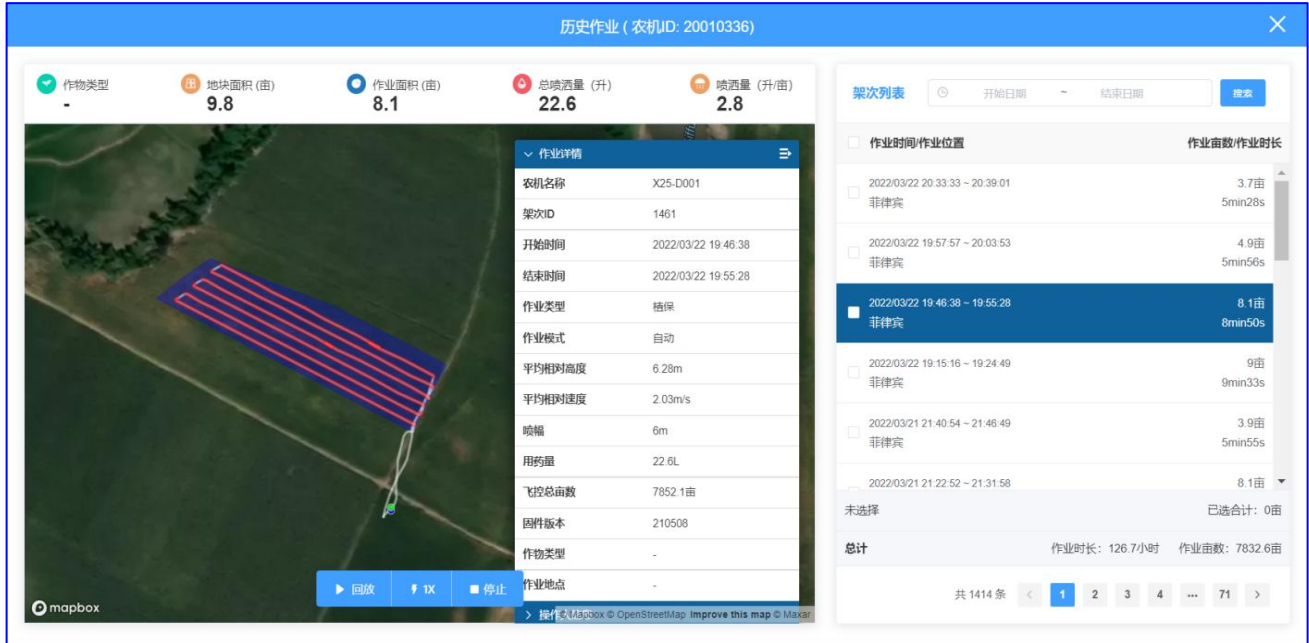 历史作业 ( 农机ID: 20010336)
作物类型
-
地块面积 (亩)
9.8
作业面积 (亩)
8.1
总喷洒量 (升)
22.6
喷洒量 (升/亩)
2.8
作业详情
农机名称 X25-D001
架次ID 1461
开始时间 2022/03/22 19:46:38
结束时间 2022/03/22 19:55:28
作业类型 植保
作业模式 自动
平均相对高度 6.28m
平均相对速度 2.03m/s
喷幅 6m
用药量 22.6L
飞控总亩数 7852.1亩
固件版本 210508
作物类型 -
作业地点 -
回放 1X 停止
mapbox
© Mapbox © OpenStreetMap Improve this map © Maxar
架次列表 开始日期 ~ 结束日期 搜索
作业时间/作业位置 作业亩数/作业时长
2022/03/22 20:33:33 ~ 20:39:01 3.7亩
菲律宾 5min28s
2022/03/22 19:57:57 ~ 20:03:53 4.9亩
菲律宾 5min56s
2022/03/22 19:46:38 ~ 19:55:28 8.1亩
菲律宾 8min50s
2022/03/22 19:15:16 ~ 19:24:49 9亩
菲律宾 9min33s
2022/03/21 21:40:54 ~ 21:46:49 3.9亩
菲律宾 5min55s
2022/03/21 21:22:52 ~ 21:31:58 8.1亩
未选择 已选合计：0亩
总计 作业时长：126.7小时 作业亩数：7832.6亩
共 1414 条 < 1 2 3 4 ... 71 >